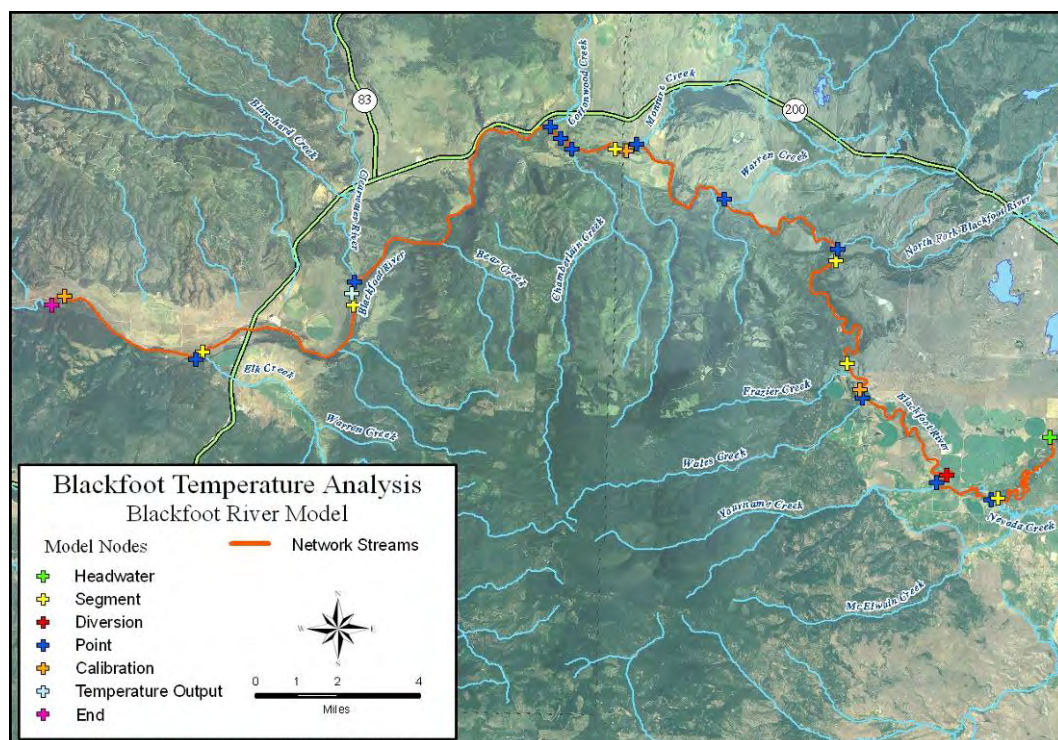 Cottonwood Creek
Monture Creek
83
200
Blanchard Creek
Clearwater River
Warren Creek
North Fork Blackfoot River
Bear Creek
Chamberlin Creek
Blackfoot River
Elk Creek
Frazier Creek
Blackfoot River
Warren Creek
Wales Creek
Yourname Creek
Nevada Creek
McElwain Creek
Blackfoot Temperature Analysis
Blackfoot River Model
Model Nodes
Network Streams
Headwater
Segment
Diversion
Point
Calibration
Temperature Output
End
N
W
E
S
0 1 2 4
Miles